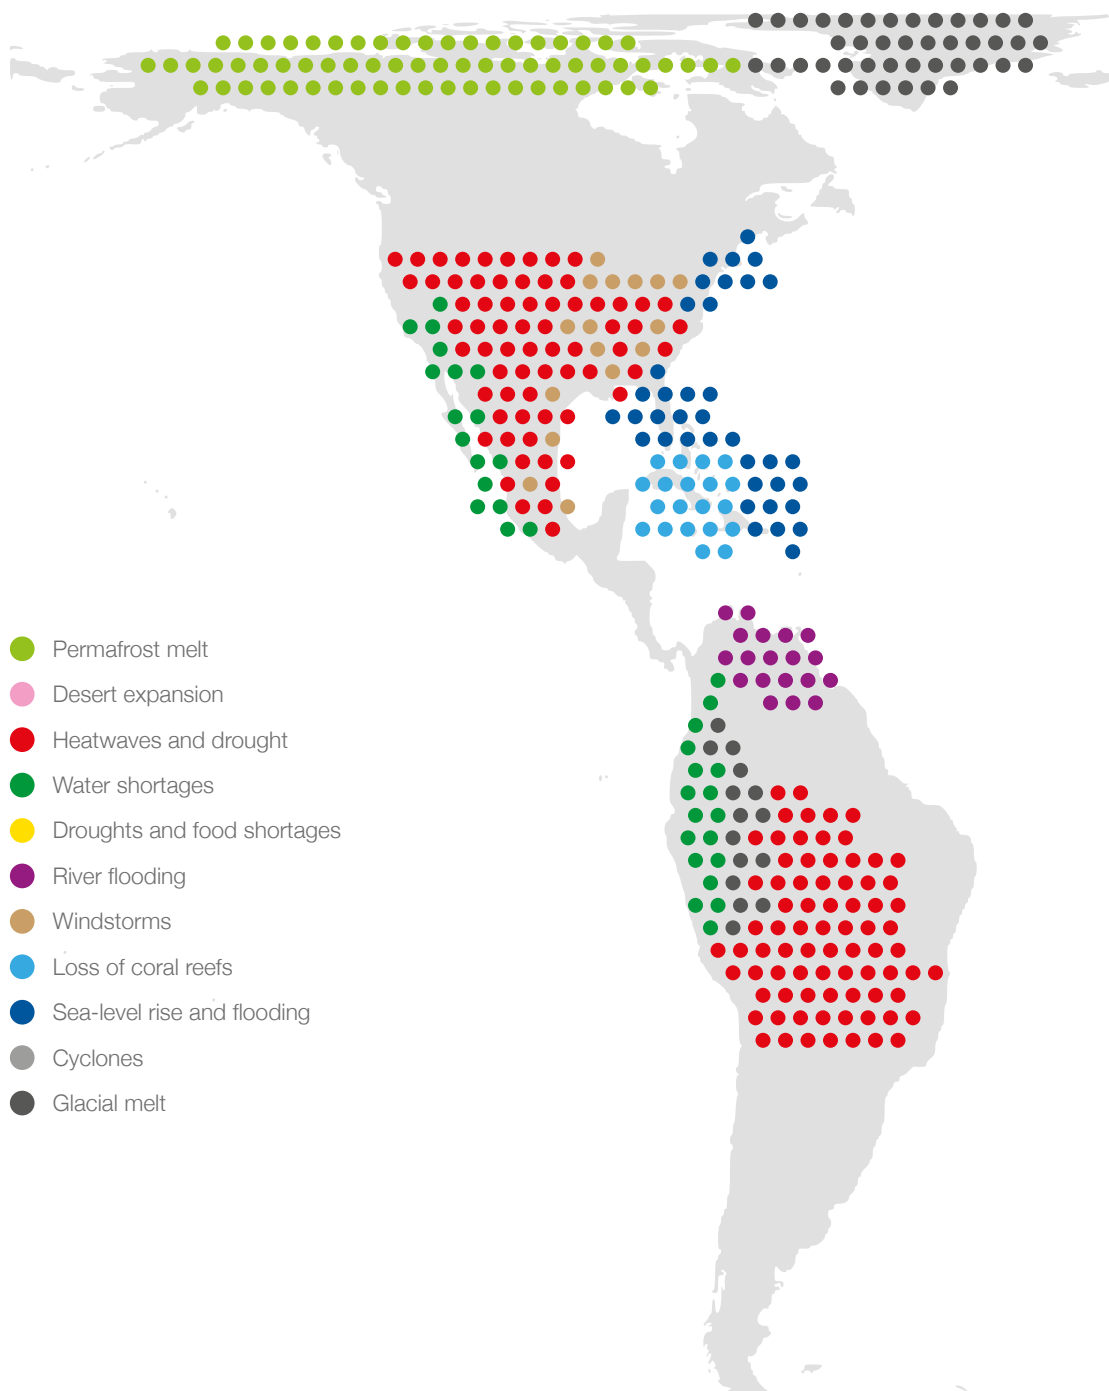 Permafrost melt
Desert expansion
Heatwaves and drought
Water shortages
Droughts and food shortages
River flooding
Windstorms
Loss of coral reefs
Sea-level rise and flooding
Cyclones
Glacial melt